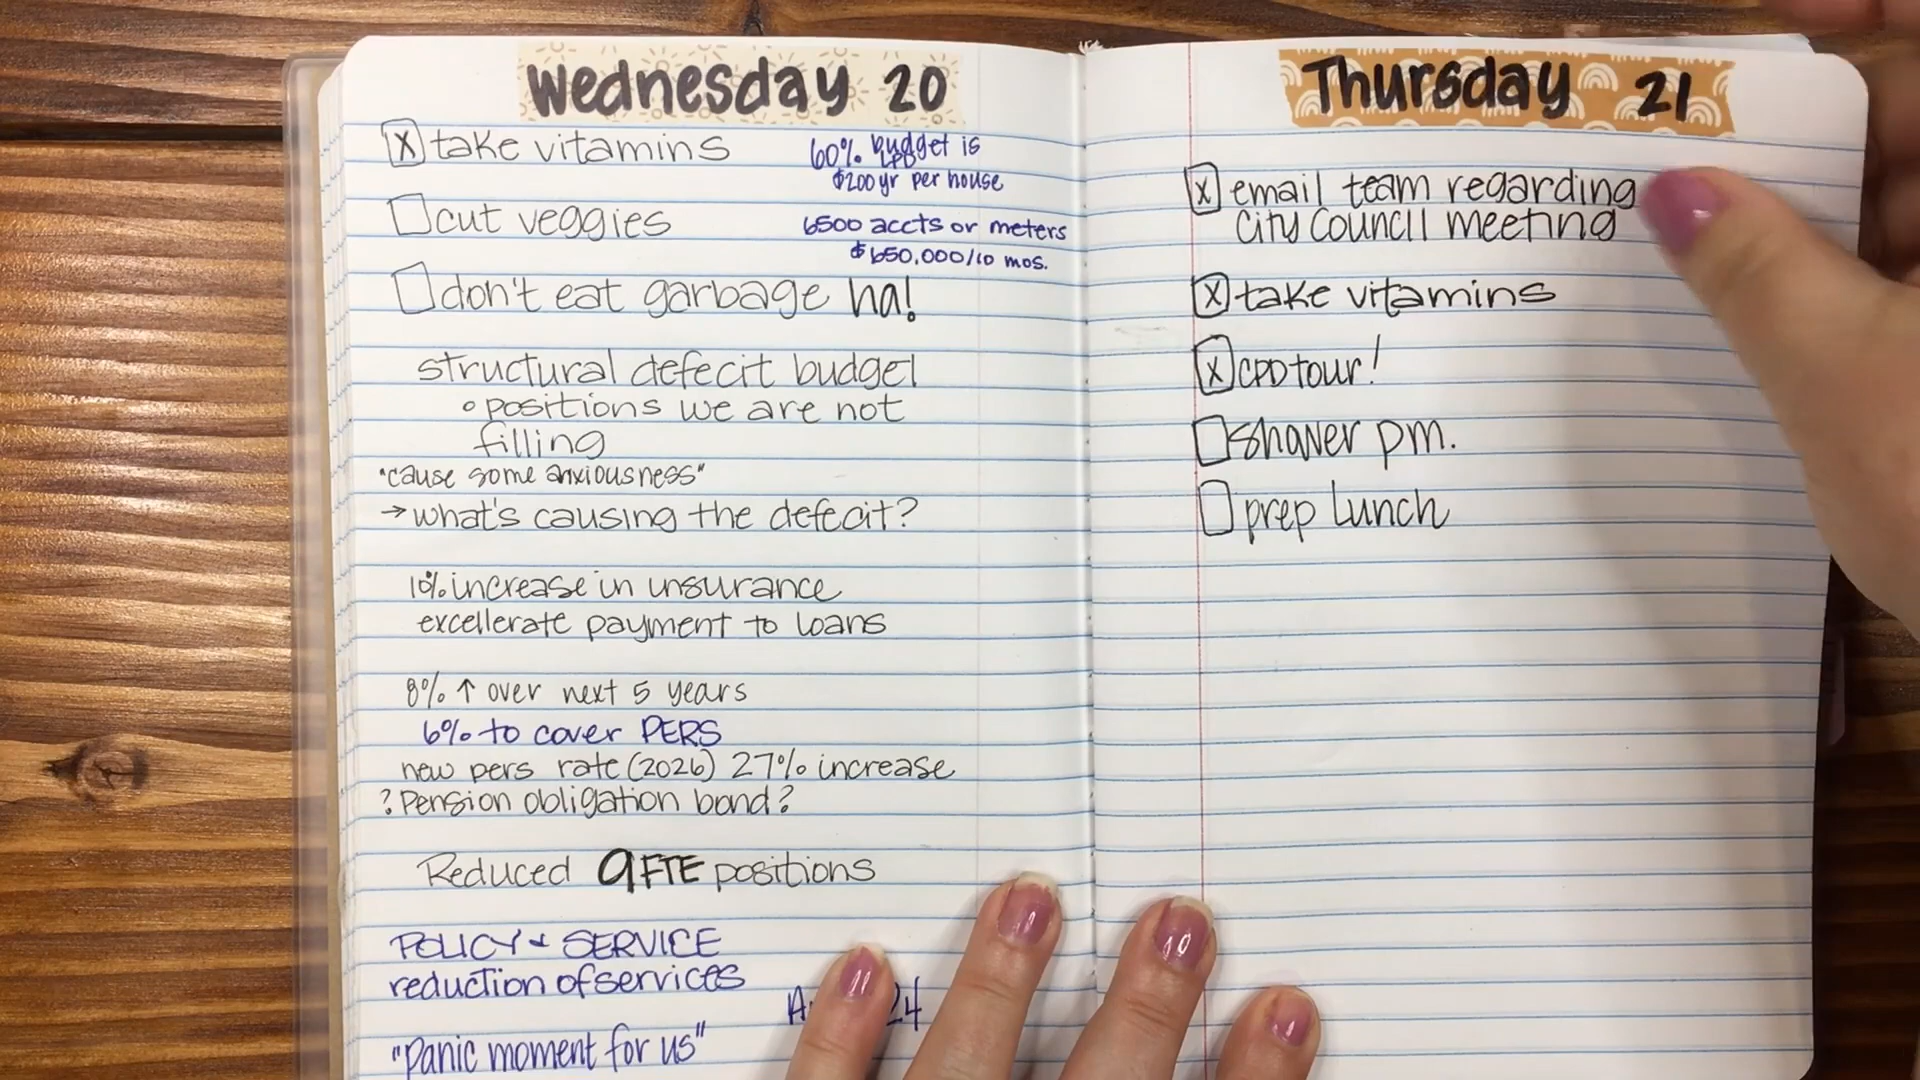 Wednesday 20
[x] take vitamins
60% budget is
LPD
$200 yr per house
☐ cut veggies
6500 accts or meters
$650,000/10 mos.
☐ don't eat garbage ha!
structural defecit budget
∘ positions we are not
filling
"cause some anxiousness"
→ what's causing the defecit?
10% increase in insurance
excellerate payment to loans
8% ↑ over next 5 years
6% to cover PERS
new pers rate (2026) 27% increase
? Pension obligation bond?
Reduced 9 FTE positions
POLICY + SERVICE
reduction of services
24
"panic moment for us"
Thursday 21
[x] email team regarding
City Council meeting
[x] take vitamins
[x] CPD tour!
☐ shower pm.
☐ prep lunch